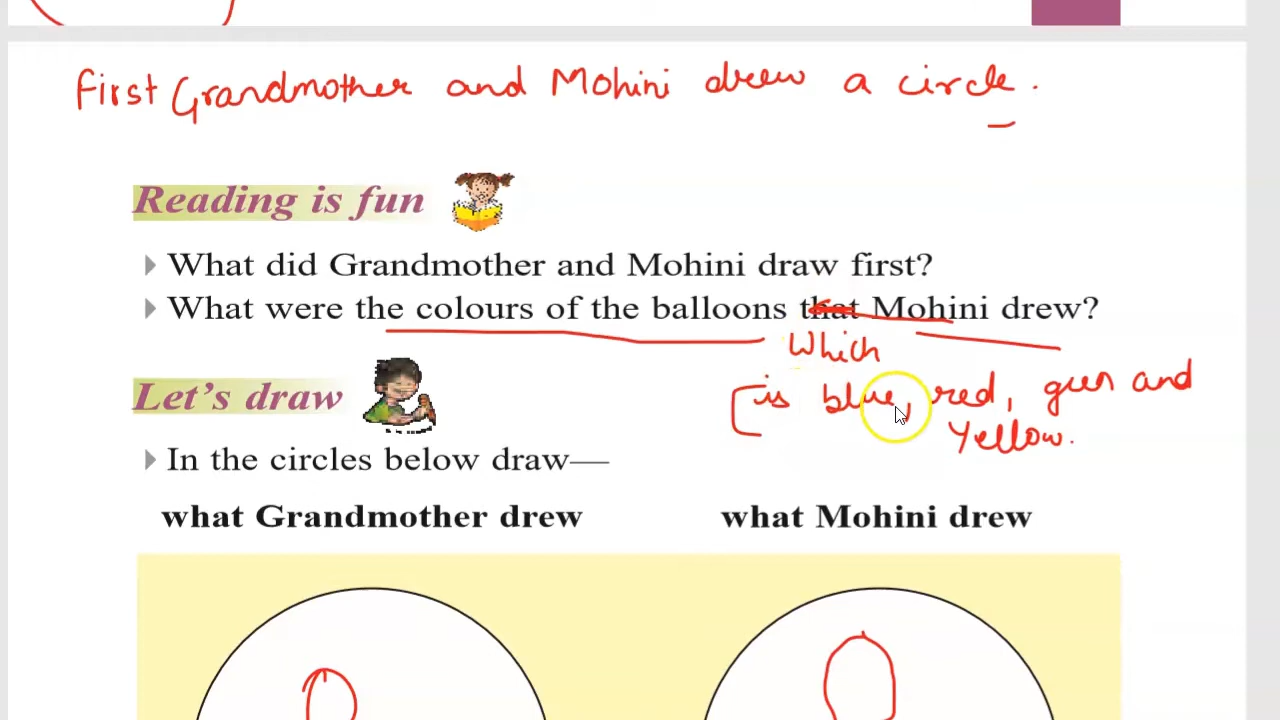 First Grandmother and Mohini drew a circle.
Reading is fun
What did Grandmother and Mohini draw first?
What were the colours of the balloons that Mohini drew?
Which
is blue, red, green and
Yellow.
Let's draw
In the circles below draw—
what Grandmother drew what Mohini drew